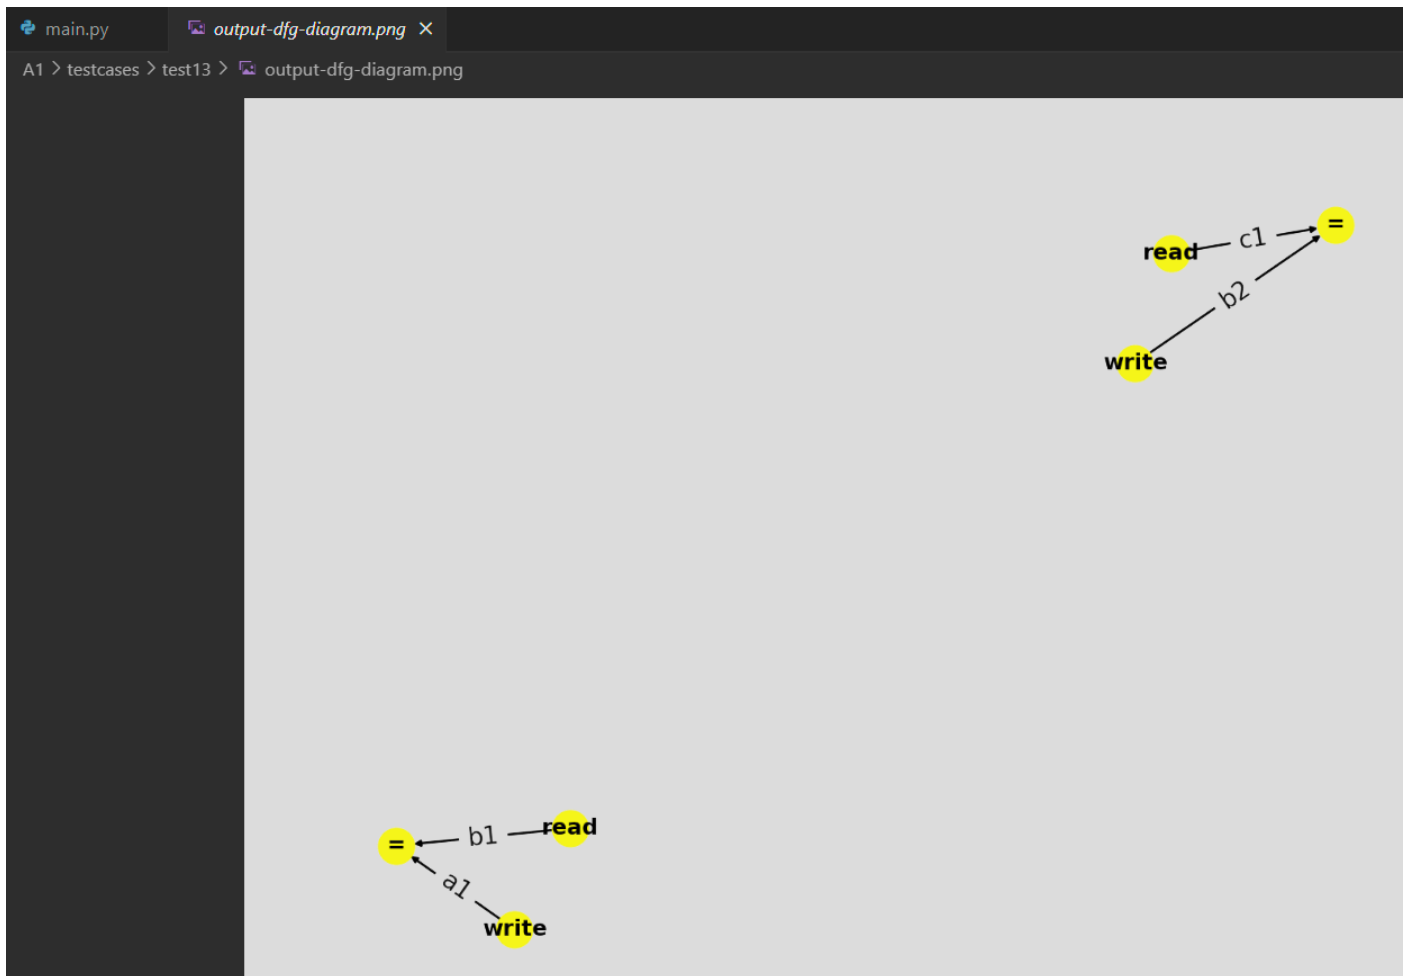 main.py
output-dfg-diagram.png
A1 > testcases > test13 > output-dfg-diagram.png
=
read
c1
b2
write
read
b1
=
a1
write